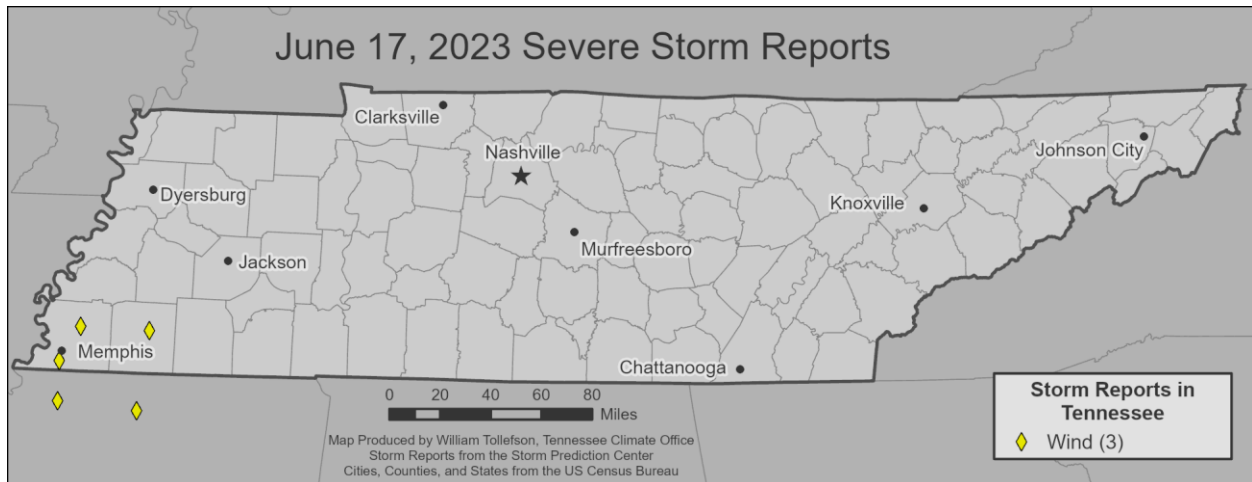 June 17, 2023 Severe Storm Reports
Clarksville
Nashville
Johnson City
Dyersburg
Knoxville
Murfreesboro
Jackson
Memphis
Chattanooga
0 20 40 60 80
Miles
Map Produced by William Tollefson, Tennessee Climate Office
Storm Reports from the Storm Prediction Center
Cities, Counties, and States from the US Census Bureau
Storm Reports in
Tennessee
Wind (3)